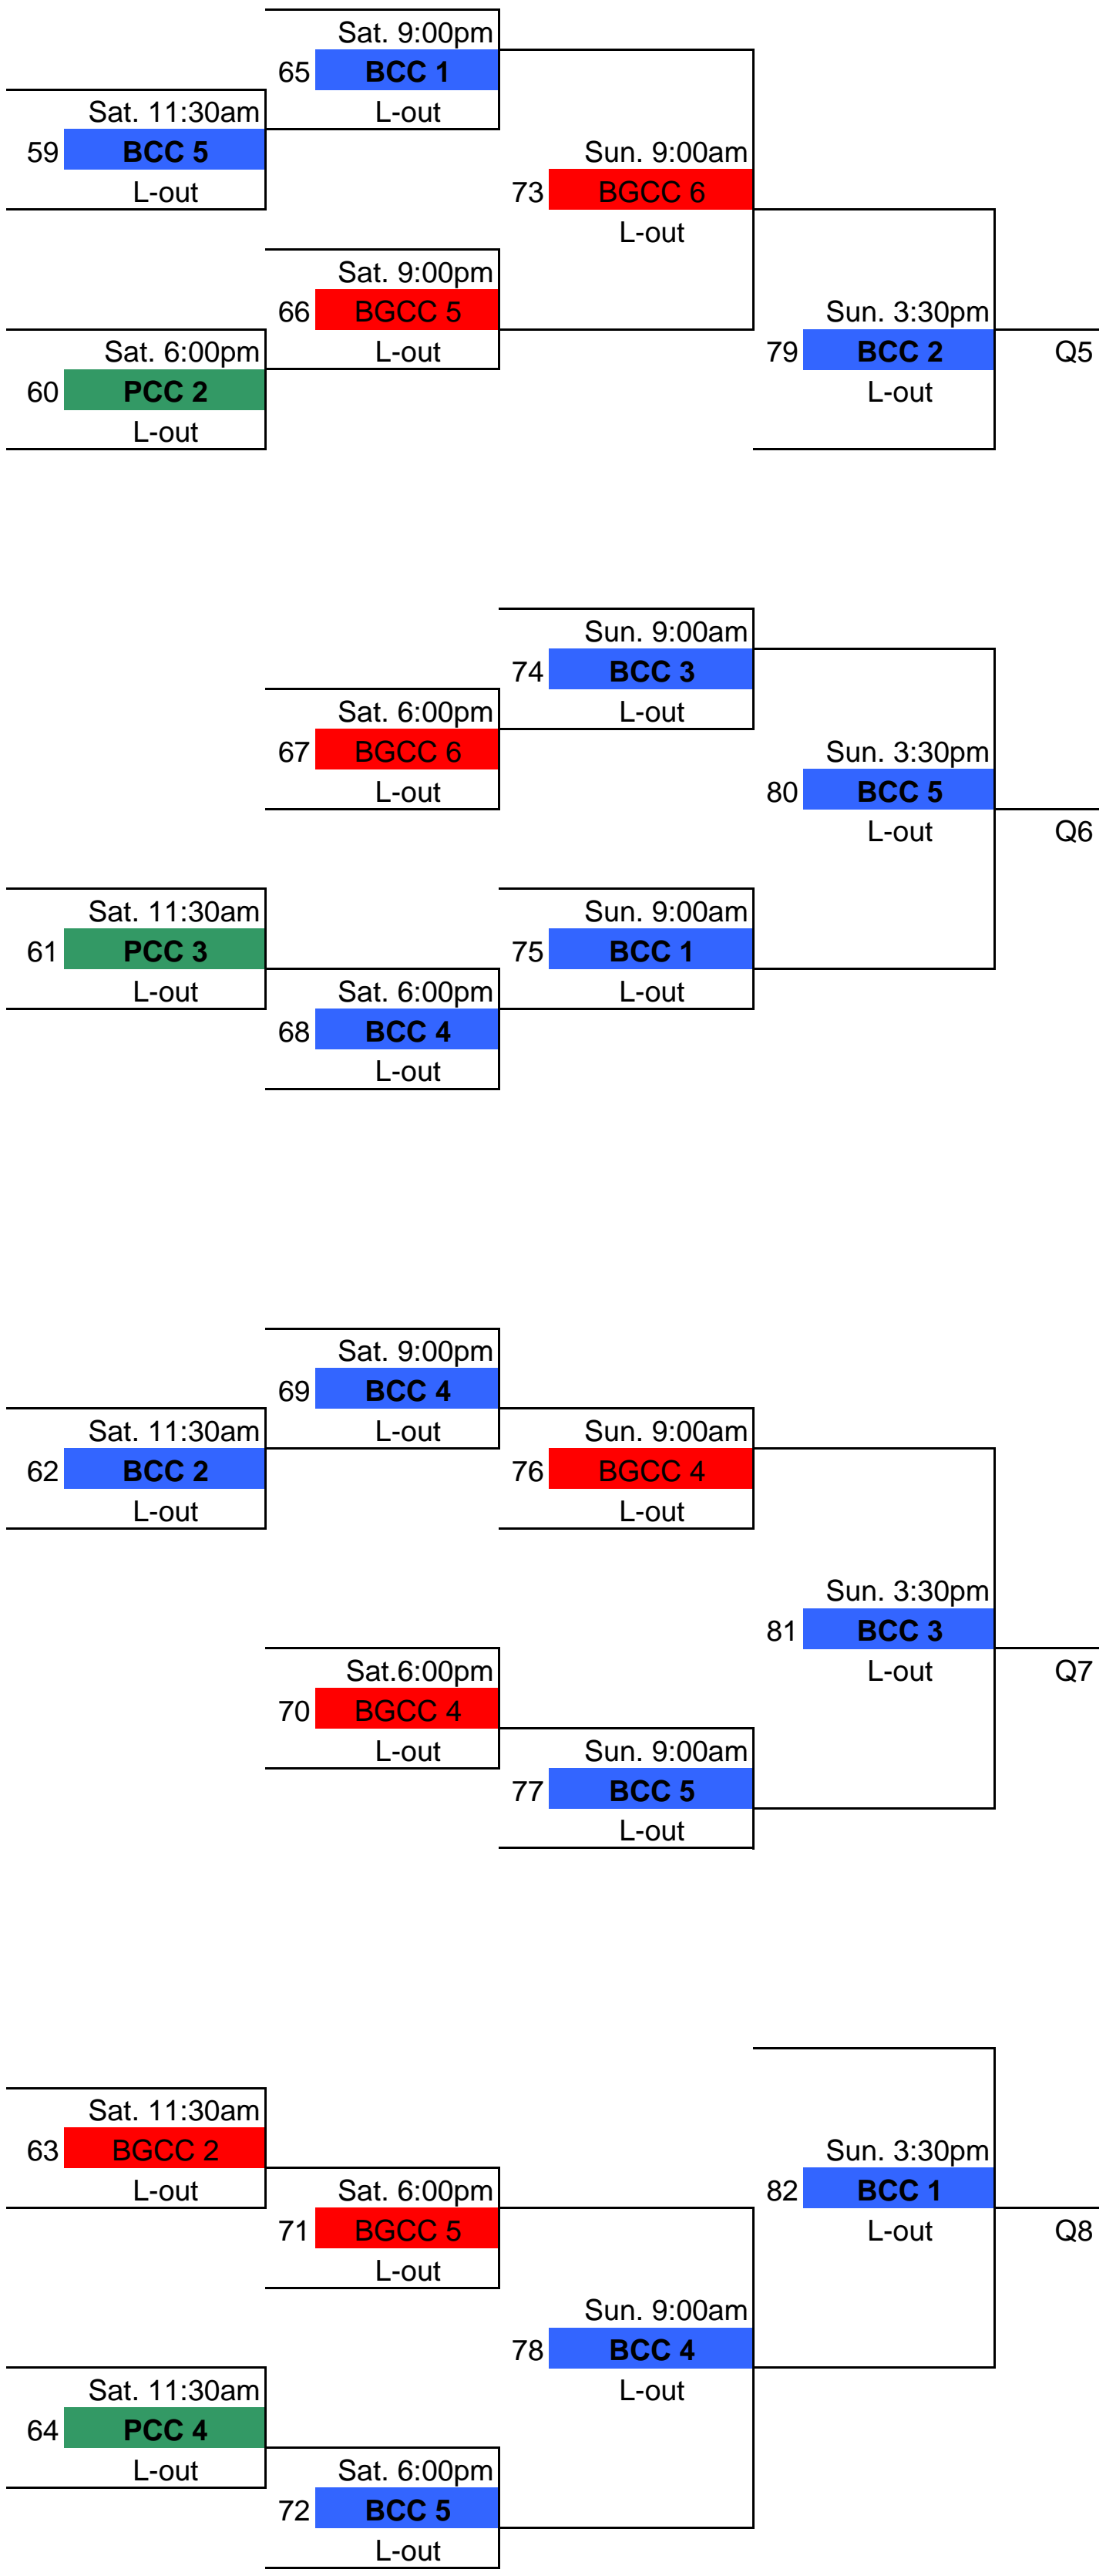 Sat. 9:00pm
65 BCC 1
L-out
Sat. 11:30am
59 BCC 5
L-out
Sun. 9:00am
73 BGCC 6
L-out
Sat. 9:00pm
66 BGCC 5
L-out
Sat. 6:00pm
60 PCC 2
L-out
Sun. 3:30pm
79 BCC 2 Q5
L-out
Sun. 9:00am
74 BCC 3
L-out
Sat. 6:00pm
67 BGCC 6
L-out
Sun. 3:30pm
80 BCC 5
L-out Q6
Sat. 11:30am
61 PCC 3
L-out
Sun. 9:00am
75 BCC 1
L-out
Sat. 6:00pm
68 BCC 4
L-out
Sat. 9:00pm
69 BCC 4
L-out
Sat. 11:30am
62 BCC 2
L-out
Sun. 9:00am
76 BGCC 4
L-out
Sun. 3:30pm
81 BCC 3
L-out Q7
Sat.6:00pm
70 BGCC 4
L-out
Sun. 9:00am
77 BCC 5
L-out
Sat. 11:30am
63 BGCC 2
L-out
Sun. 3:30pm
82 BCC 1
L-out Q8
Sat. 6:00pm
71 BGCC 5
L-out
Sun. 9:00am
78 BCC 4
L-out
Sat. 11:30am
64 PCC 4
L-out
Sat. 6:00pm
72 BCC 5
L-out